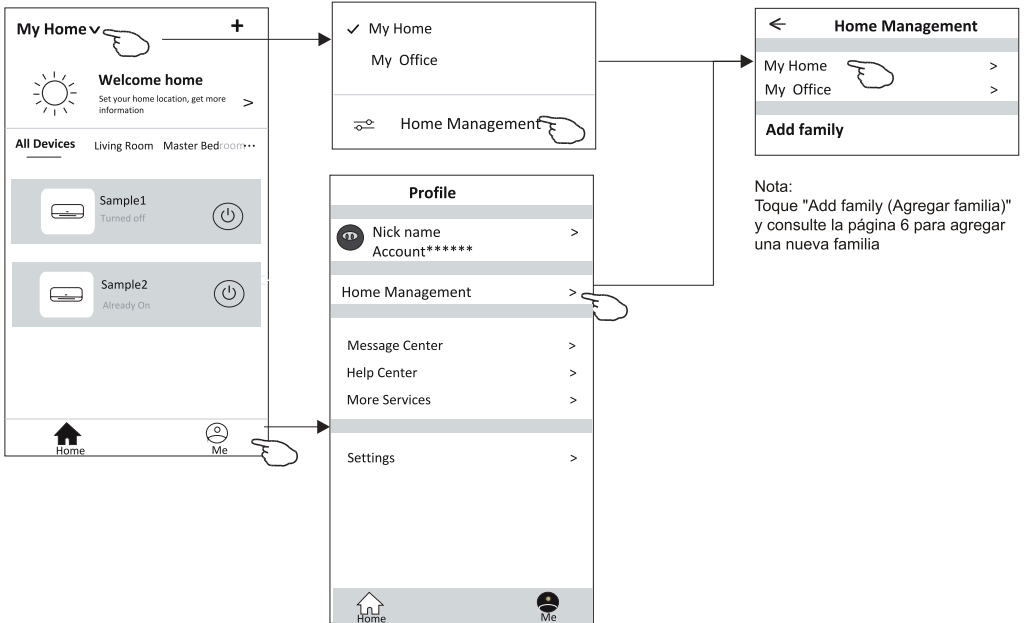 My Home
+
Welcome home
Set your home location, get more
information
>
All Devices Living Room Master Bedroom...
Sample1
Turned off
Sample2
Already On
Home
Me
✓ My Home
My Office
Home Management
Profile
Nick name >
Account******
Home Management >
Message Center >
Help Center >
More Services >
Settings >
Home
Me
Home Management
My Home >
My Office >
Add family
Nota:
Toque "Add family (Agregar familia)"
y consulte la página 6 para agregar
una nueva familia